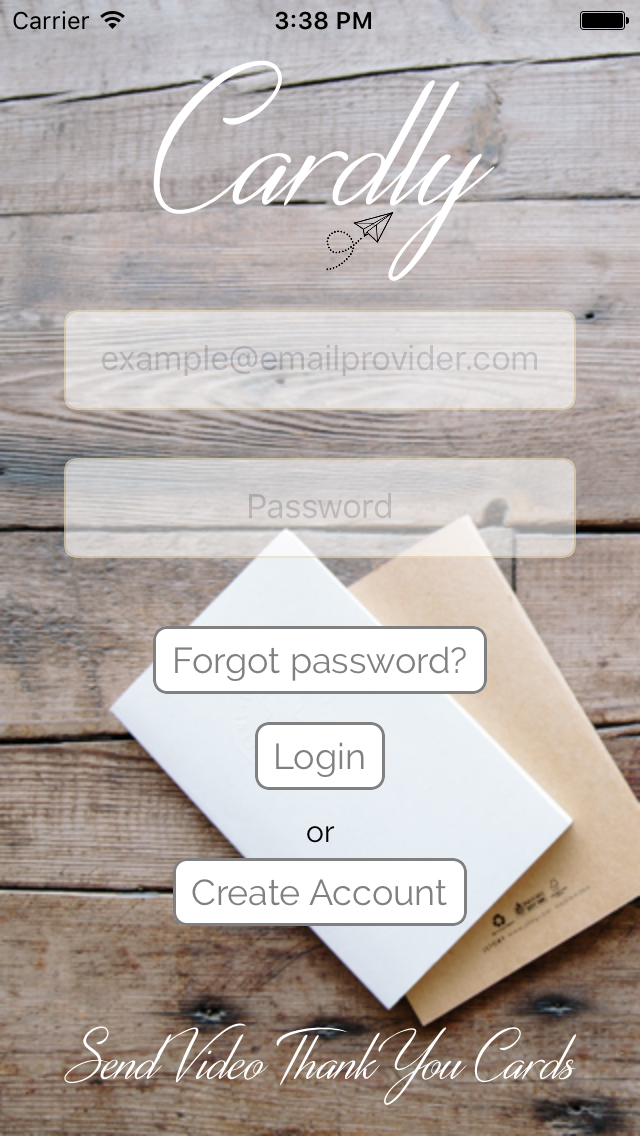 Carrier 3:38 PM
Cardly
example@emailprovider.com
Password
Forgot password?
Login
or
Create Account
Send Video Thank You Cards